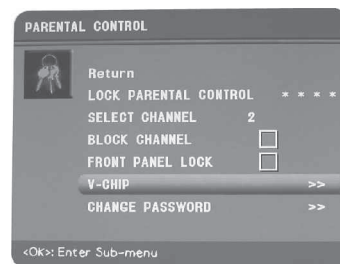 PARENTAL CONTROL
Return
LOCK PARENTAL CONTROL * * * *
SELECT CHANNEL 2
BLOCK CHANNEL
FRONT PANEL LOCK
V-CHIP >>
CHANGE PASSWORD >>
<Ok>: Enter Sub-menu